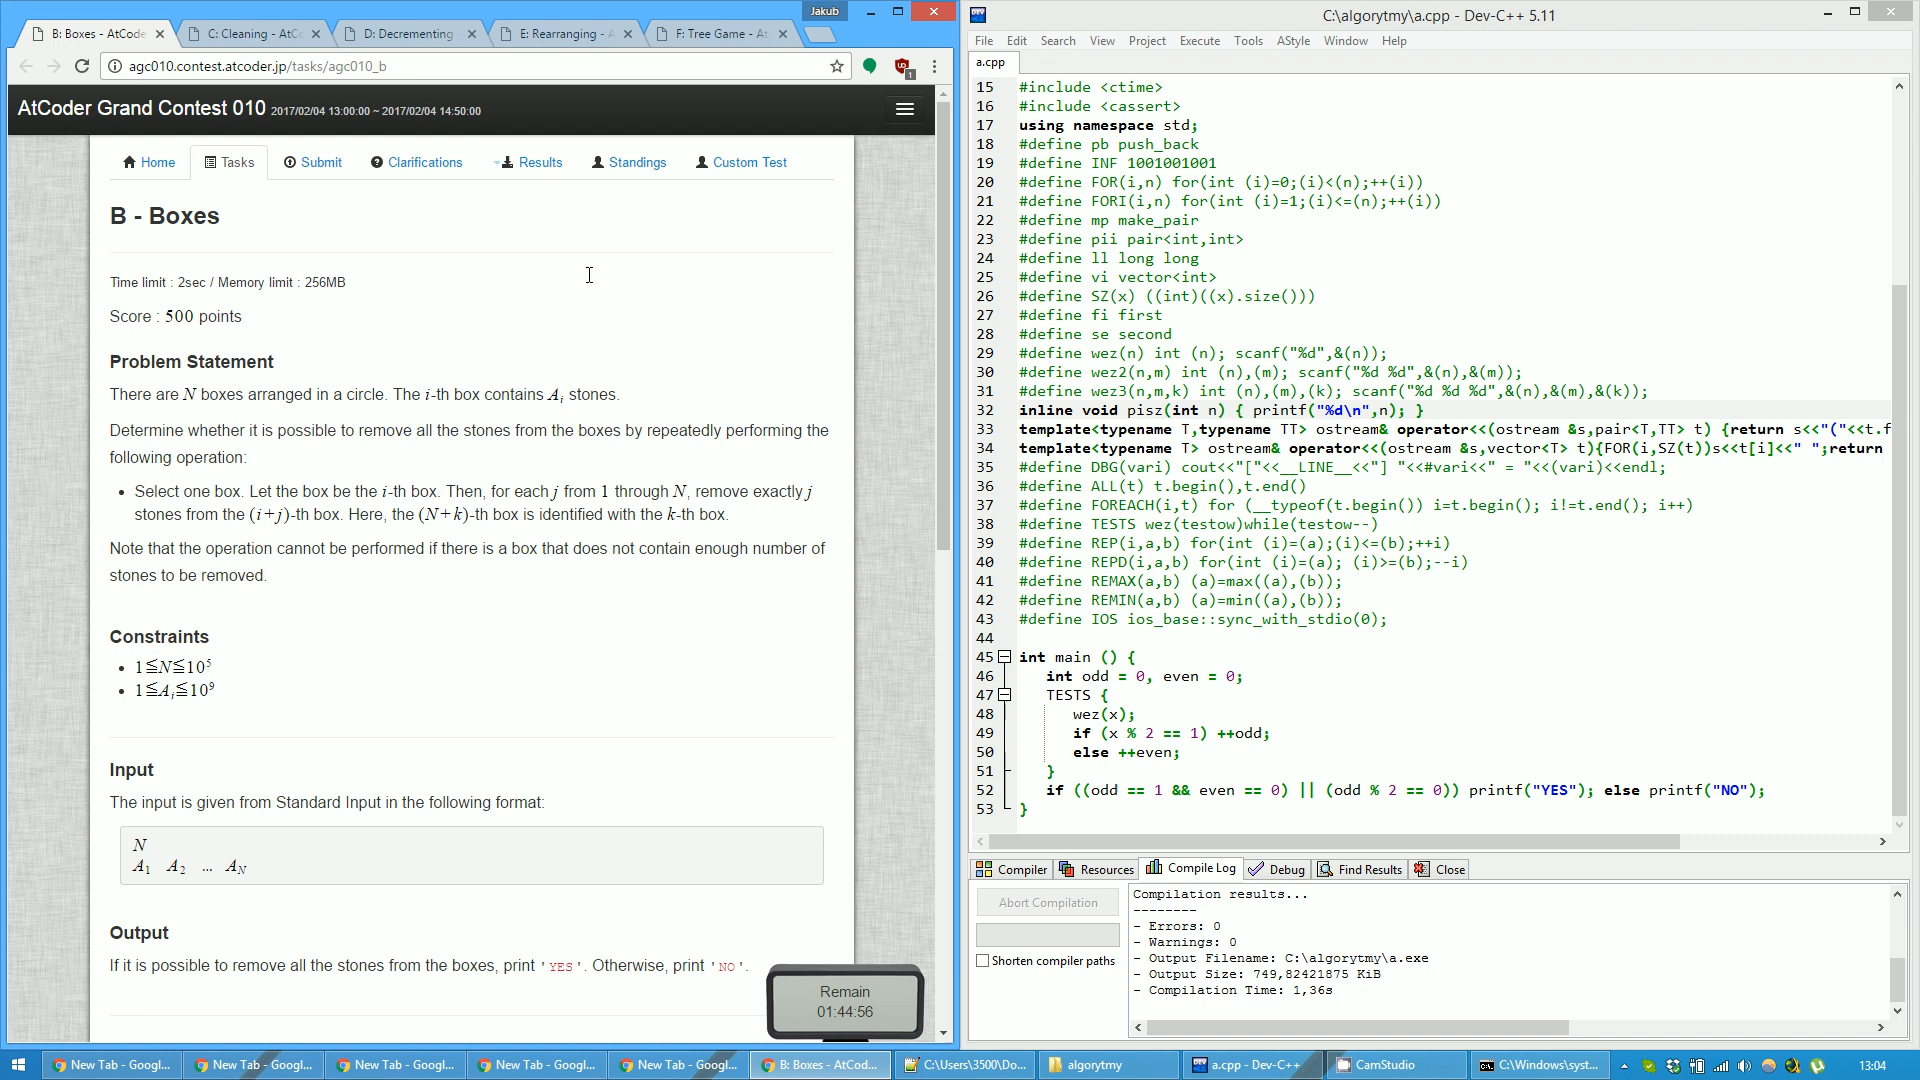 Jakub
B: Boxes - AtCode
C: Cleaning - AtC
D: Decrementing
E: Rearranging - A
F: Tree Game - At
agc010.contest.atcoder.jp/tasks/agc010_b
AtCoder Grand Contest 010 2017/02/04 13:00:00 ~ 2017/02/04 14:50:00
Home Tasks Submit Clarifications Results Standings Custom Test
B - Boxes
Time limit : 2sec / Memory limit : 256MB
Score : 500 points
Problem Statement
There are N boxes arranged in a circle. The i-th box contains Ai stones.
Determine whether it is possible to remove all the stones from the boxes by repeatedly performing the
following operation:
• Select one box. Let the box be the i-th box. Then, for each j from 1 through N, remove exactly j
stones from the (i+j)-th box. Here, the (N+k)-th box is identified with the k-th box.
Note that the operation cannot be performed if there is a box that does not contain enough number of
stones to be removed.
Constraints
• 1≦N≦10⁵
• 1≦Ai≦10⁹
Input
The input is given from Standard Input in the following format:
N
A1 A2 … AN
Output
If it is possible to remove all the stones from the boxes, print 'YES'. Otherwise, print 'NO'.
Remain
01:44:56
C:\algorytmy\a.cpp - Dev-C++ 5.11
File Edit Search View Project Execute Tools AStyle Window Help
a.cpp
15 #include <ctime>
16 #include <cassert>
17 using namespace std;
18 #define pb push_back
19 #define INF 1001001001
20 #define FOR(i,n) for(int (i)=0;(i)<(n);++(i))
21 #define FORI(i,n) for(int (i)=1;(i)<=(n);++(i))
22 #define mp make_pair
23 #define pii pair<int,int>
24 #define ll long long
25 #define vi vector<int>
26 #define SZ(x) ((int)((x).size()))
27 #define fi first
28 #define se second
29 #define wez(n) int (n); scanf("%d",&(n));
30 #define wez2(n,m) int (n),(m); scanf("%d %d",&(n),&(m));
31 #define wez3(n,m,k) int (n),(m),(k); scanf("%d %d %d",&(n),&(m),&(k));
32 inline void pisz(int n) { printf("%d\n",n); }
33 template<typename T,typename TT> ostream& operator<<(ostream &s,pair<T,TT> t) {return s<<"("<<t.f
34 template<typename T> ostream& operator<<(ostream &s,vector<T> t){FOR(i,SZ(t))s<<t[i]<<" ";return
35 #define DBG(vari) cout<<"["<<__LINE__<<"] "<<#vari<<" = "<<(vari)<<endl;
36 #define ALL(t) t.begin(),t.end()
37 #define FOREACH(i,t) for (__typeof(t.begin()) i=t.begin(); i!=t.end(); i++)
38 #define TESTS wez(testow)while(testow--)
39 #define REP(i,a,b) for(int (i)=(a);(i)<=(b);++i)
40 #define REPD(i,a,b) for(int (i)=(a); (i)>=(b);--i)
41 #define REMAX(a,b) (a)=max((a),(b));
42 #define REMIN(a,b) (a)=min((a),(b));
43 #define IOS ios_base::sync_with_stdio(0);
44
45 int main () {
46 int odd = 0, even = 0;
47 TESTS {
48 wez(x);
49 if (x % 2 == 1) ++odd;
50 else ++even;
51 }
52 if ((odd == 1 && even == 0) || (odd % 2 == 0)) printf("YES"); else printf("NO");
53 }
Compiler Resources Compile Log Debug Find Results Close
Abort Compilation
Shorten compiler paths
Compilation results...
--------
- Errors: 0
- Warnings: 0
- Output Filename: C:\algorytmy\a.exe
- Output Size: 749,82421875 KiB
- Compilation Time: 1,36s
New Tab - Googl...
New Tab - Googl...
New Tab - Googl...
New Tab - Googl...
New Tab - Googl...
B: Boxes - AtCod...
C:\Users\3500\Do...
algorytmy
a.cpp - Dev-C++ ...
CamStudio
C:\Windows\syst...
13:04